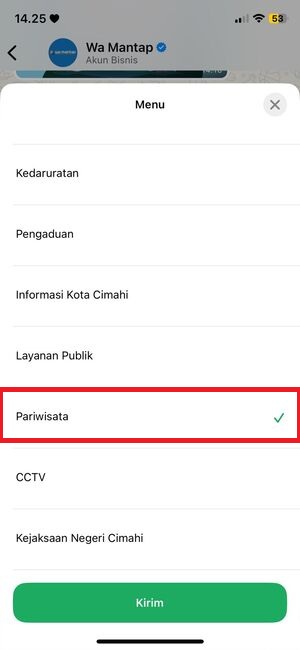 14.25
53
Wa Mantap
Akun Bisnis
Menu
Kedaruratan
Pengaduan
Informasi Kota Cimahi
Layanan Publik
Pariwisata
CCTV
Kejaksaan Negeri Cimahi
Kirim